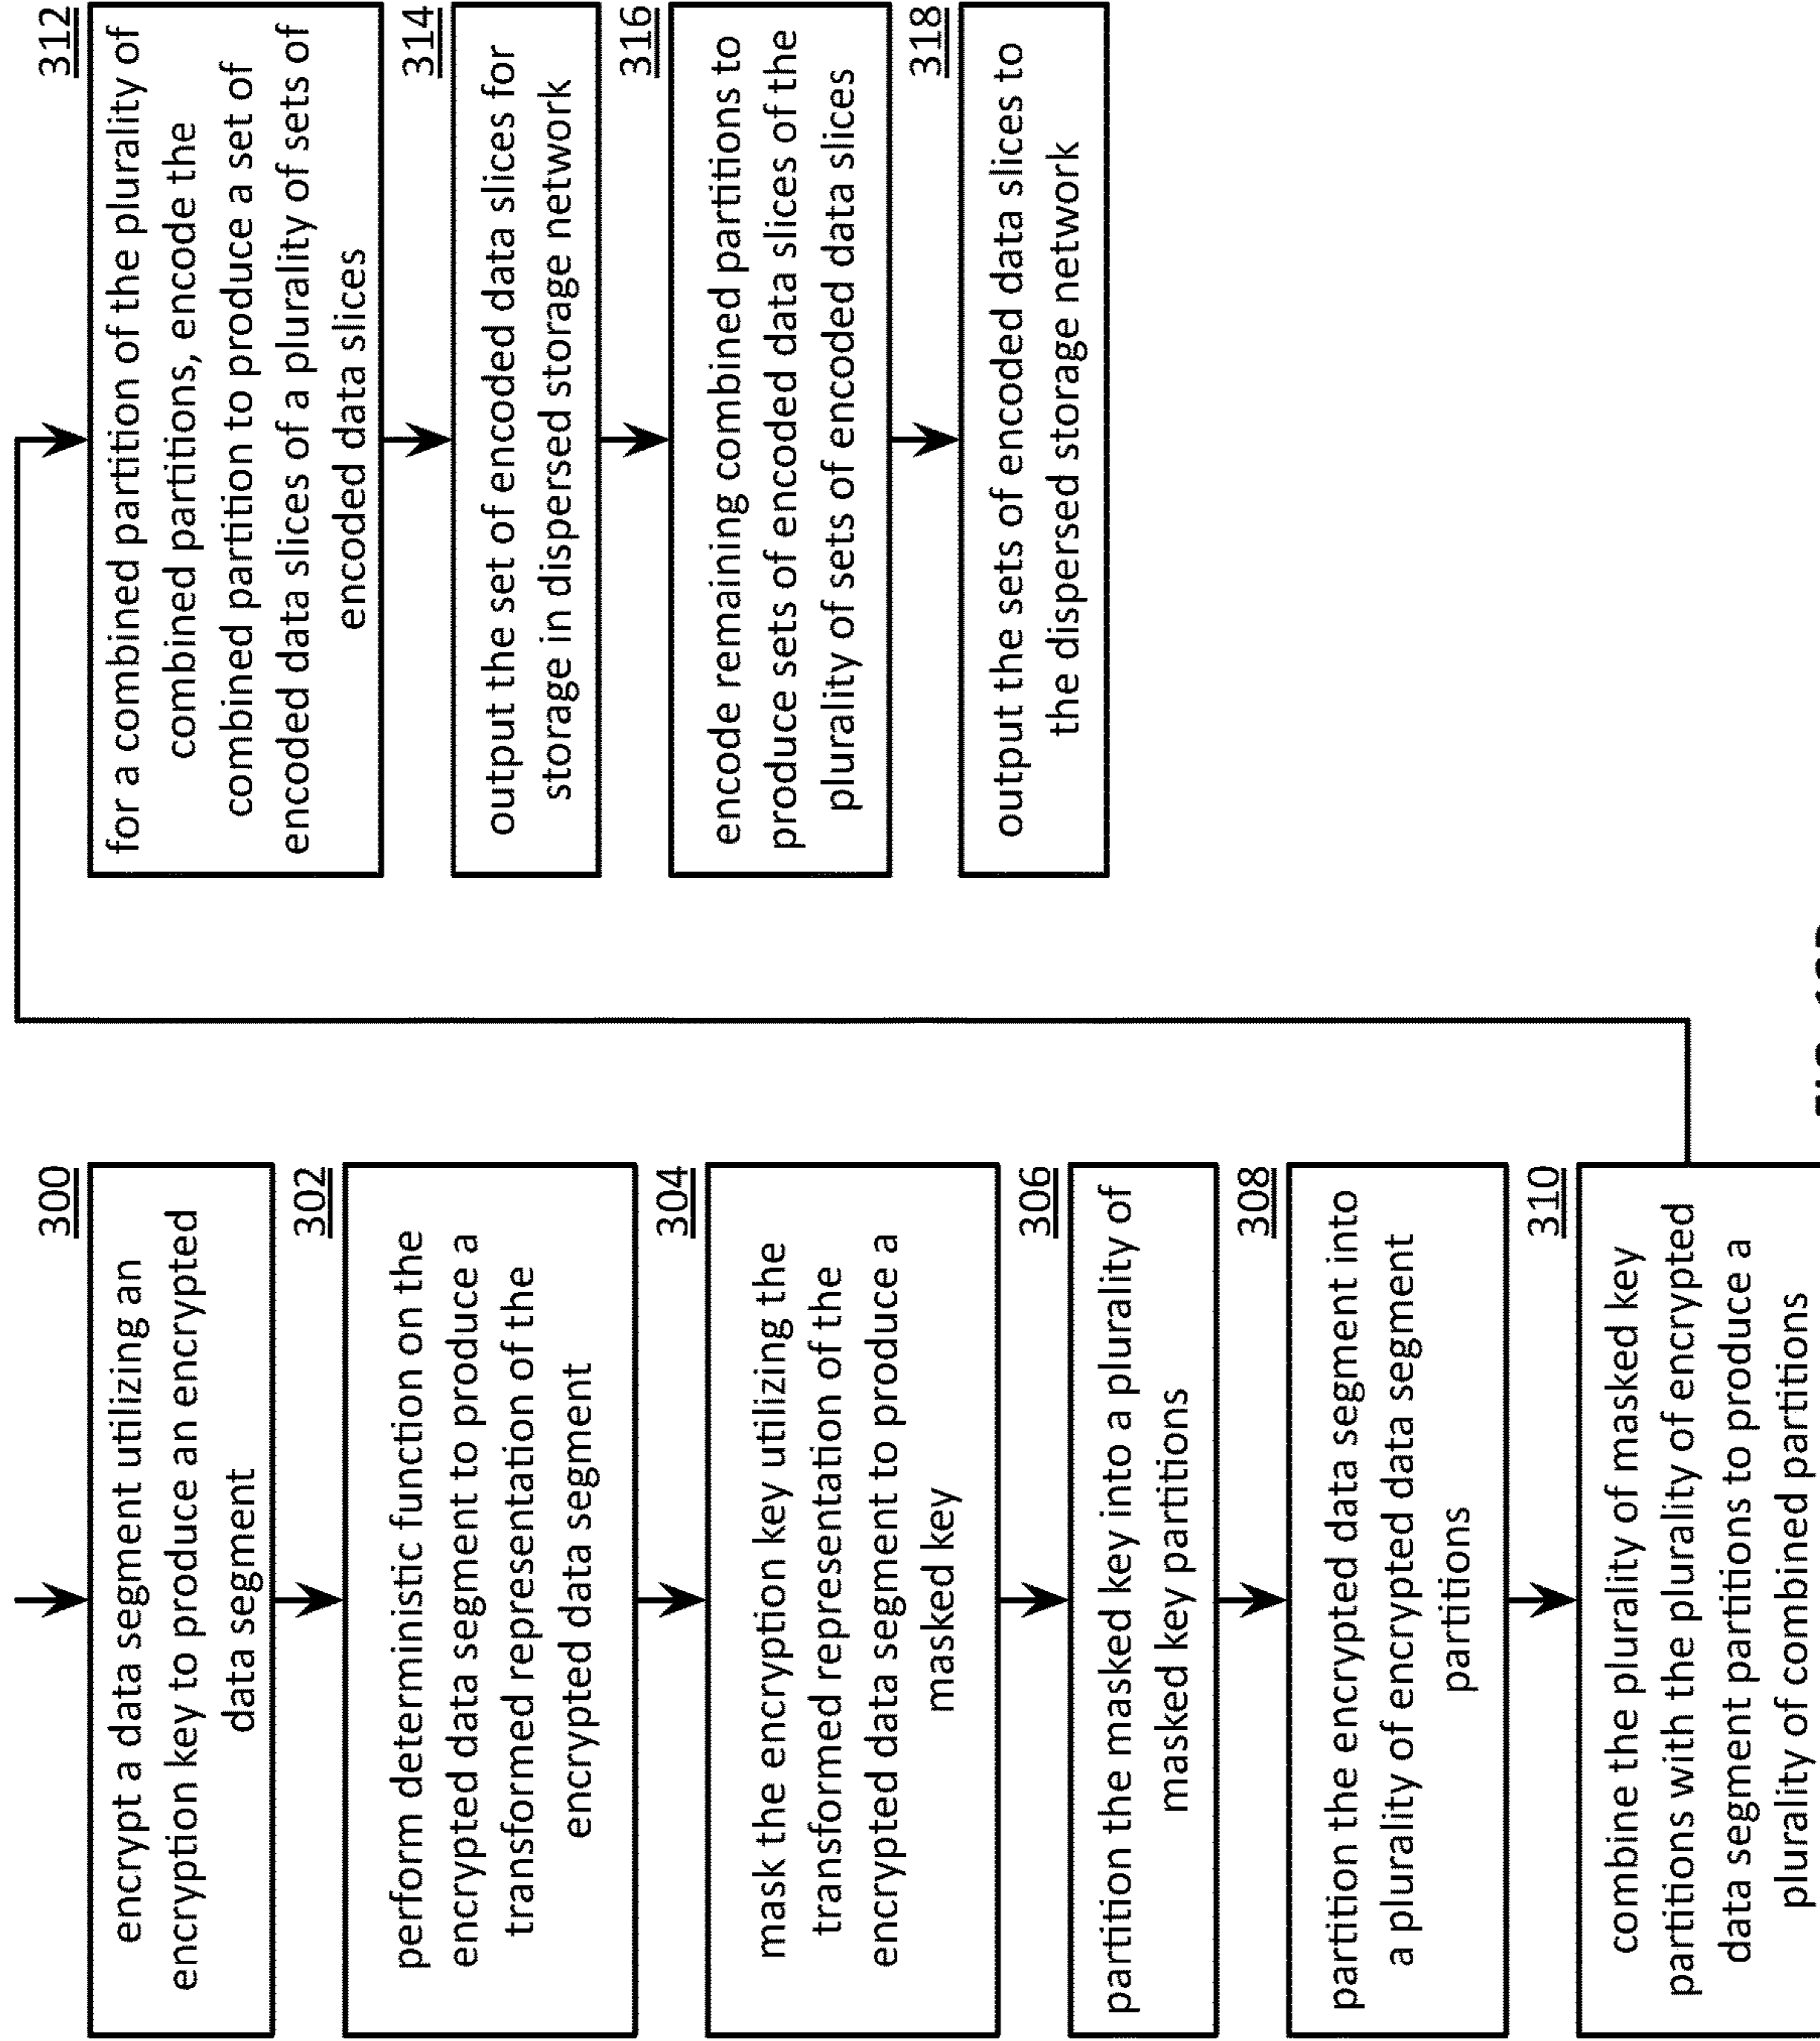 300
encrypt a data segment utilizing an
encryption key to produce an encrypted
data segment
302
perform deterministic function on the
encrypted data segment to produce a
transformed representation of the
encrypted data segment
304
mask the encryption key utilizing the
transformed representation of the
encrypted data segment to produce a
masked key
306
partition the masked key into a plurality of
masked key partitions
308
partition the encrypted data segment into
a plurality of encrypted data segment
partitions
310
combine the plurality of masked key
partitions with the plurality of encrypted
data segment partitions to produce a
plurality of combined partitions
312
for a combined partition of the plurality of
combined partitions, encode the
combined partition to produce a set of
encoded data slices of a plurality of sets of
encoded data slices
314
output the set of encoded data slices for
storage in dispersed storage network
316
encode remaining combined partitions to
produce sets of encoded data slices of the
plurality of sets of encoded data slices
318
output the sets of encoded data slices to
the dispersed storage network